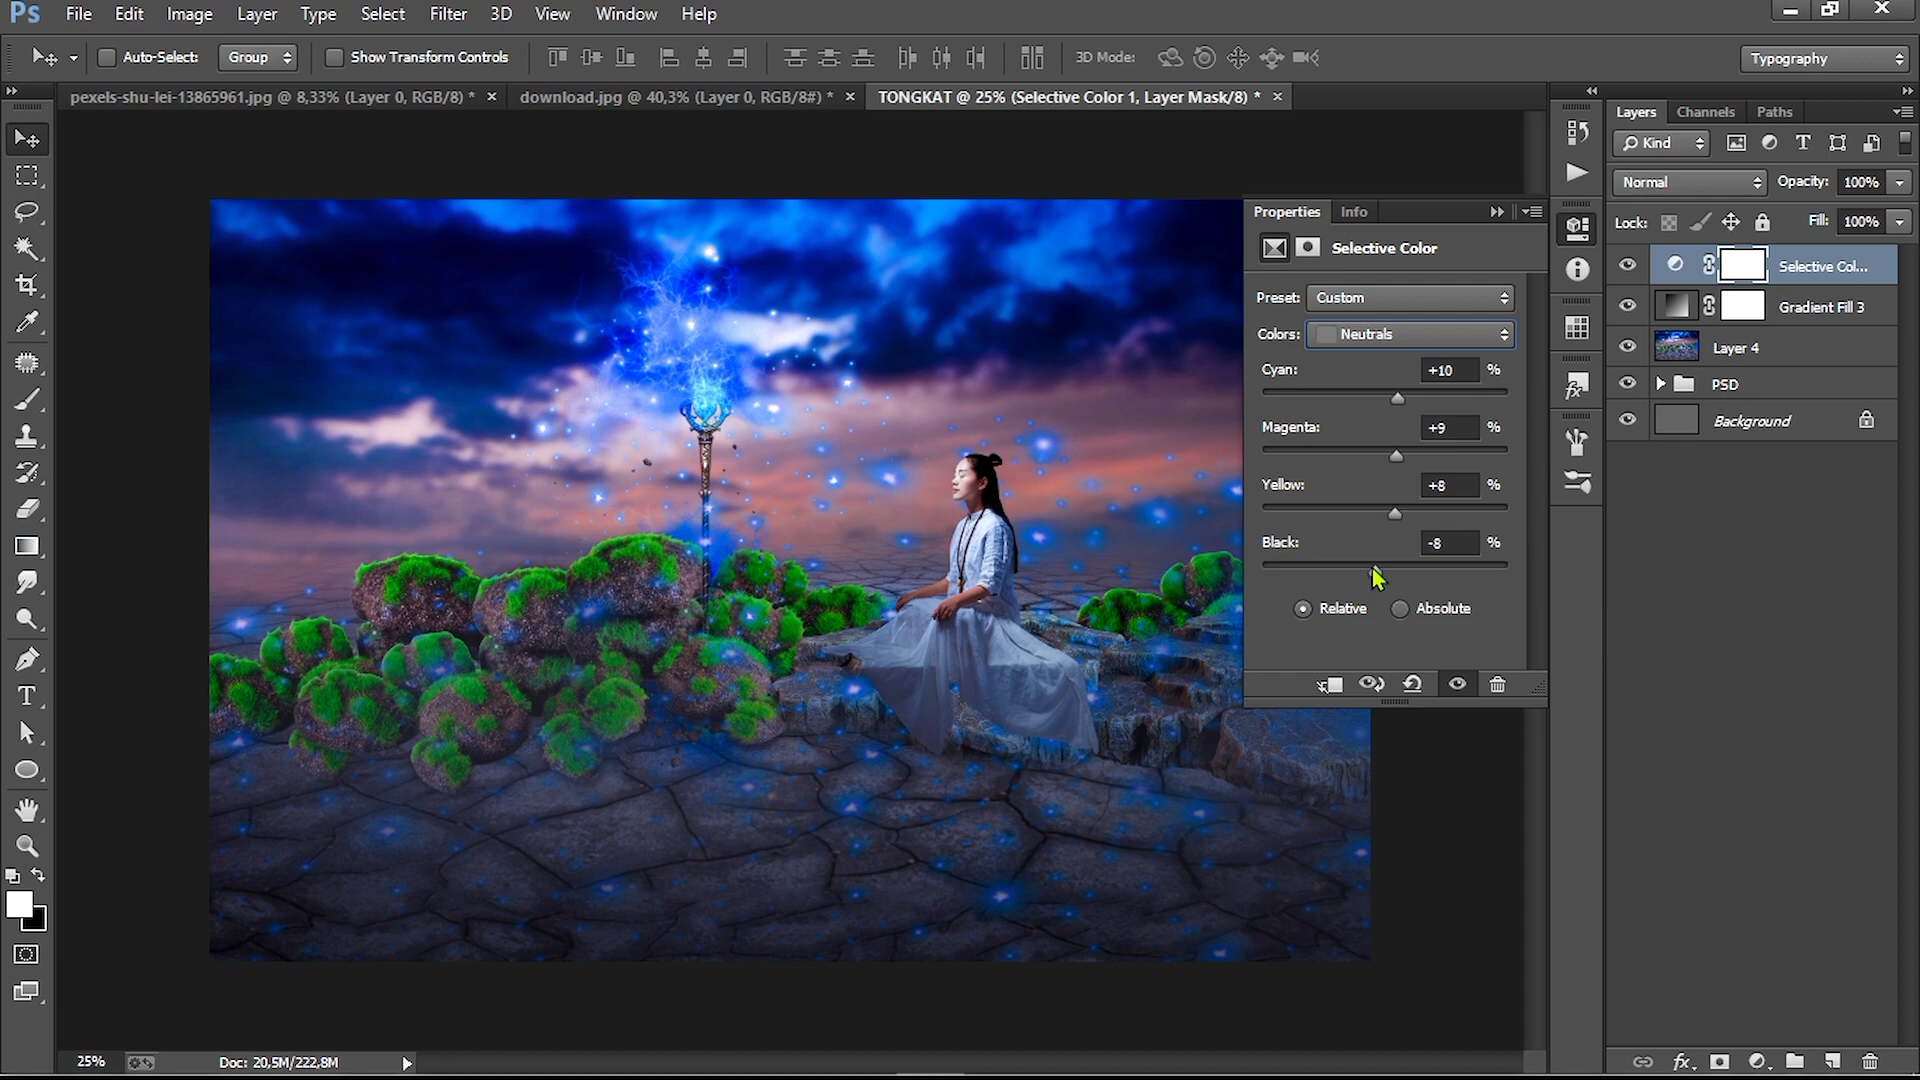 Ps File Edit Image Layer Type Select Filter 3D View Window Help
Auto-Select: Group Show Transform Controls 3D Mode: Typography
pexels-shu-lei-13865961.jpg @ 8,33% (Layer 0, RGB/8) * × download.jpg @ 40,3% (Layer 0, RGB/8#) * × TONGKAT @ 25% (Selective Color 1, Layer Mask/8) * ×
Layers Channels Paths
Kind
Normal Opacity: 100%
Lock: Fill: 100%
Selective Col...
Gradient Fill 3
Layer 4
PSD
Background
Properties Info
Selective Color
Preset: Custom
Colors: Neutrals
Cyan: +10 %
Magenta: +9 %
Yellow: +8 %
Black: -8 %
Relative Absolute
25% Doc: 20,5M/222,8M